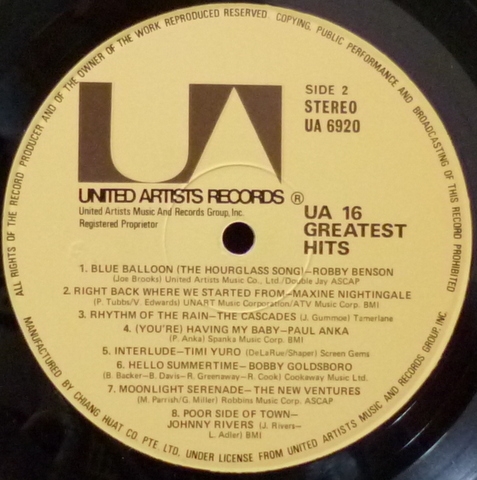 ALL RIGHTS OF THE RECORD PRODUCER AND OF THE OWNER OF THE WORK REPRODUCED RESERVED. COPYING, PUBLIC PERFORMANCE AND BROADCASTING OF THIS RECORD PROHIBITED
UA
SIDE 2
STEREO
UA 6920
UNITED ARTISTS RECORDS ®
United Artists Music And Records Group, Inc.
Registered Proprietor
UA 16
GREATEST
HITS
1. BLUE BALLOON (THE HOURGLASS SONG)—ROBBY BENSON
(Joe Brooks) United Artists Music Co., Ltd./Double Jay ASCAP
2. RIGHT BACK WHERE WE STARTED FROM—MAXINE NIGHTINGALE
(P. Tubbs/V. Edwards) UNART Music Corporation/ATV Music Corp. BMI
3. RHYTHM OF THE RAIN—THE CASCADES (J. Gummoe) Tamerlane
4. (YOU'RE) HAVING MY BABY—PAUL ANKA
(P. Anka) Spanka Music Corp. BMI
5. INTERLUDE—TIMI YURO (DeLaRue/Shaper) Screen Gems
6. HELLO SUMMERTIME—BOBBY GOLDSBORO
(B. Backer—B. Davis—R. Greenaway—R. Cook) Cookeway Music Ltd.
7. MOONLIGHT SERENADE—THE NEW VENTURES
(M. Parrish/G. Miller) Robbins Music Corp. ASCAP
8. POOR SIDE OF TOWN—
JOHNNY RIVERS (J. Rivers—
L. Adler) BMI
MANUFACTURED BY CHIANG HUAT CO. PTE. LTD. UNDER LICENSE FROM UNITED ARTISTS MUSIC AND RECORDS GROUP, INC.